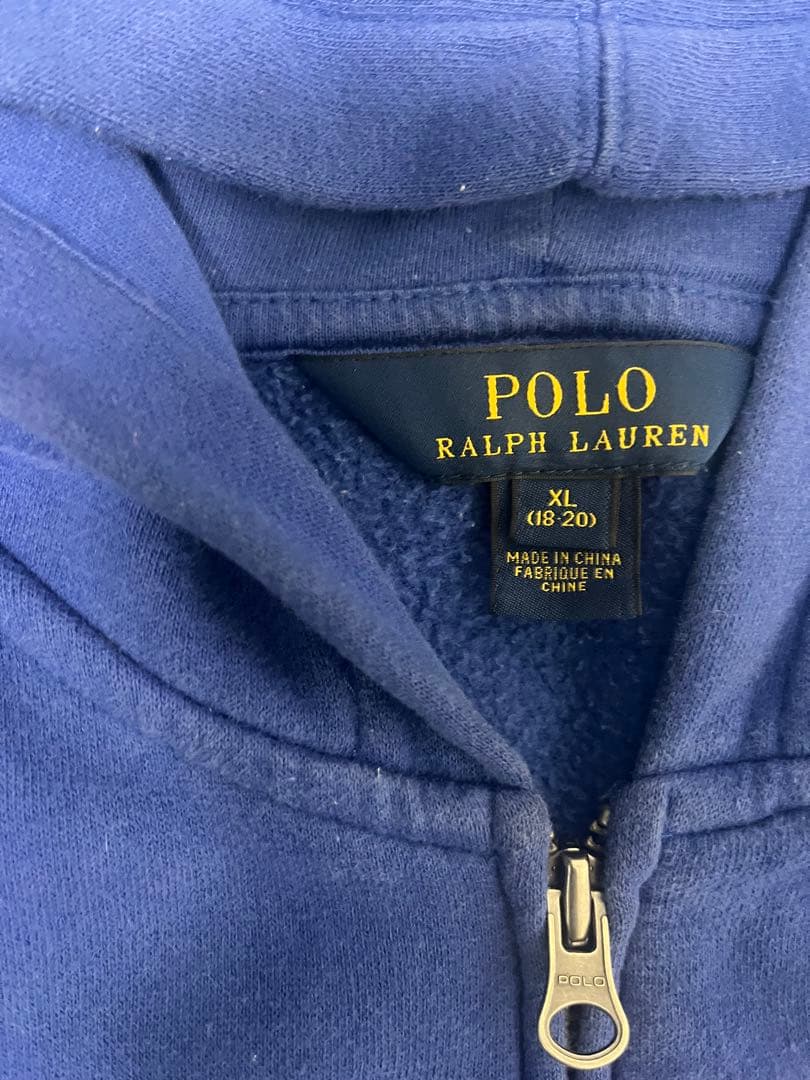 POLO
RALPH LAUREN
XL
(18-20)
MADE IN CHINA
FABRIQUE EN
CHINE
POLO